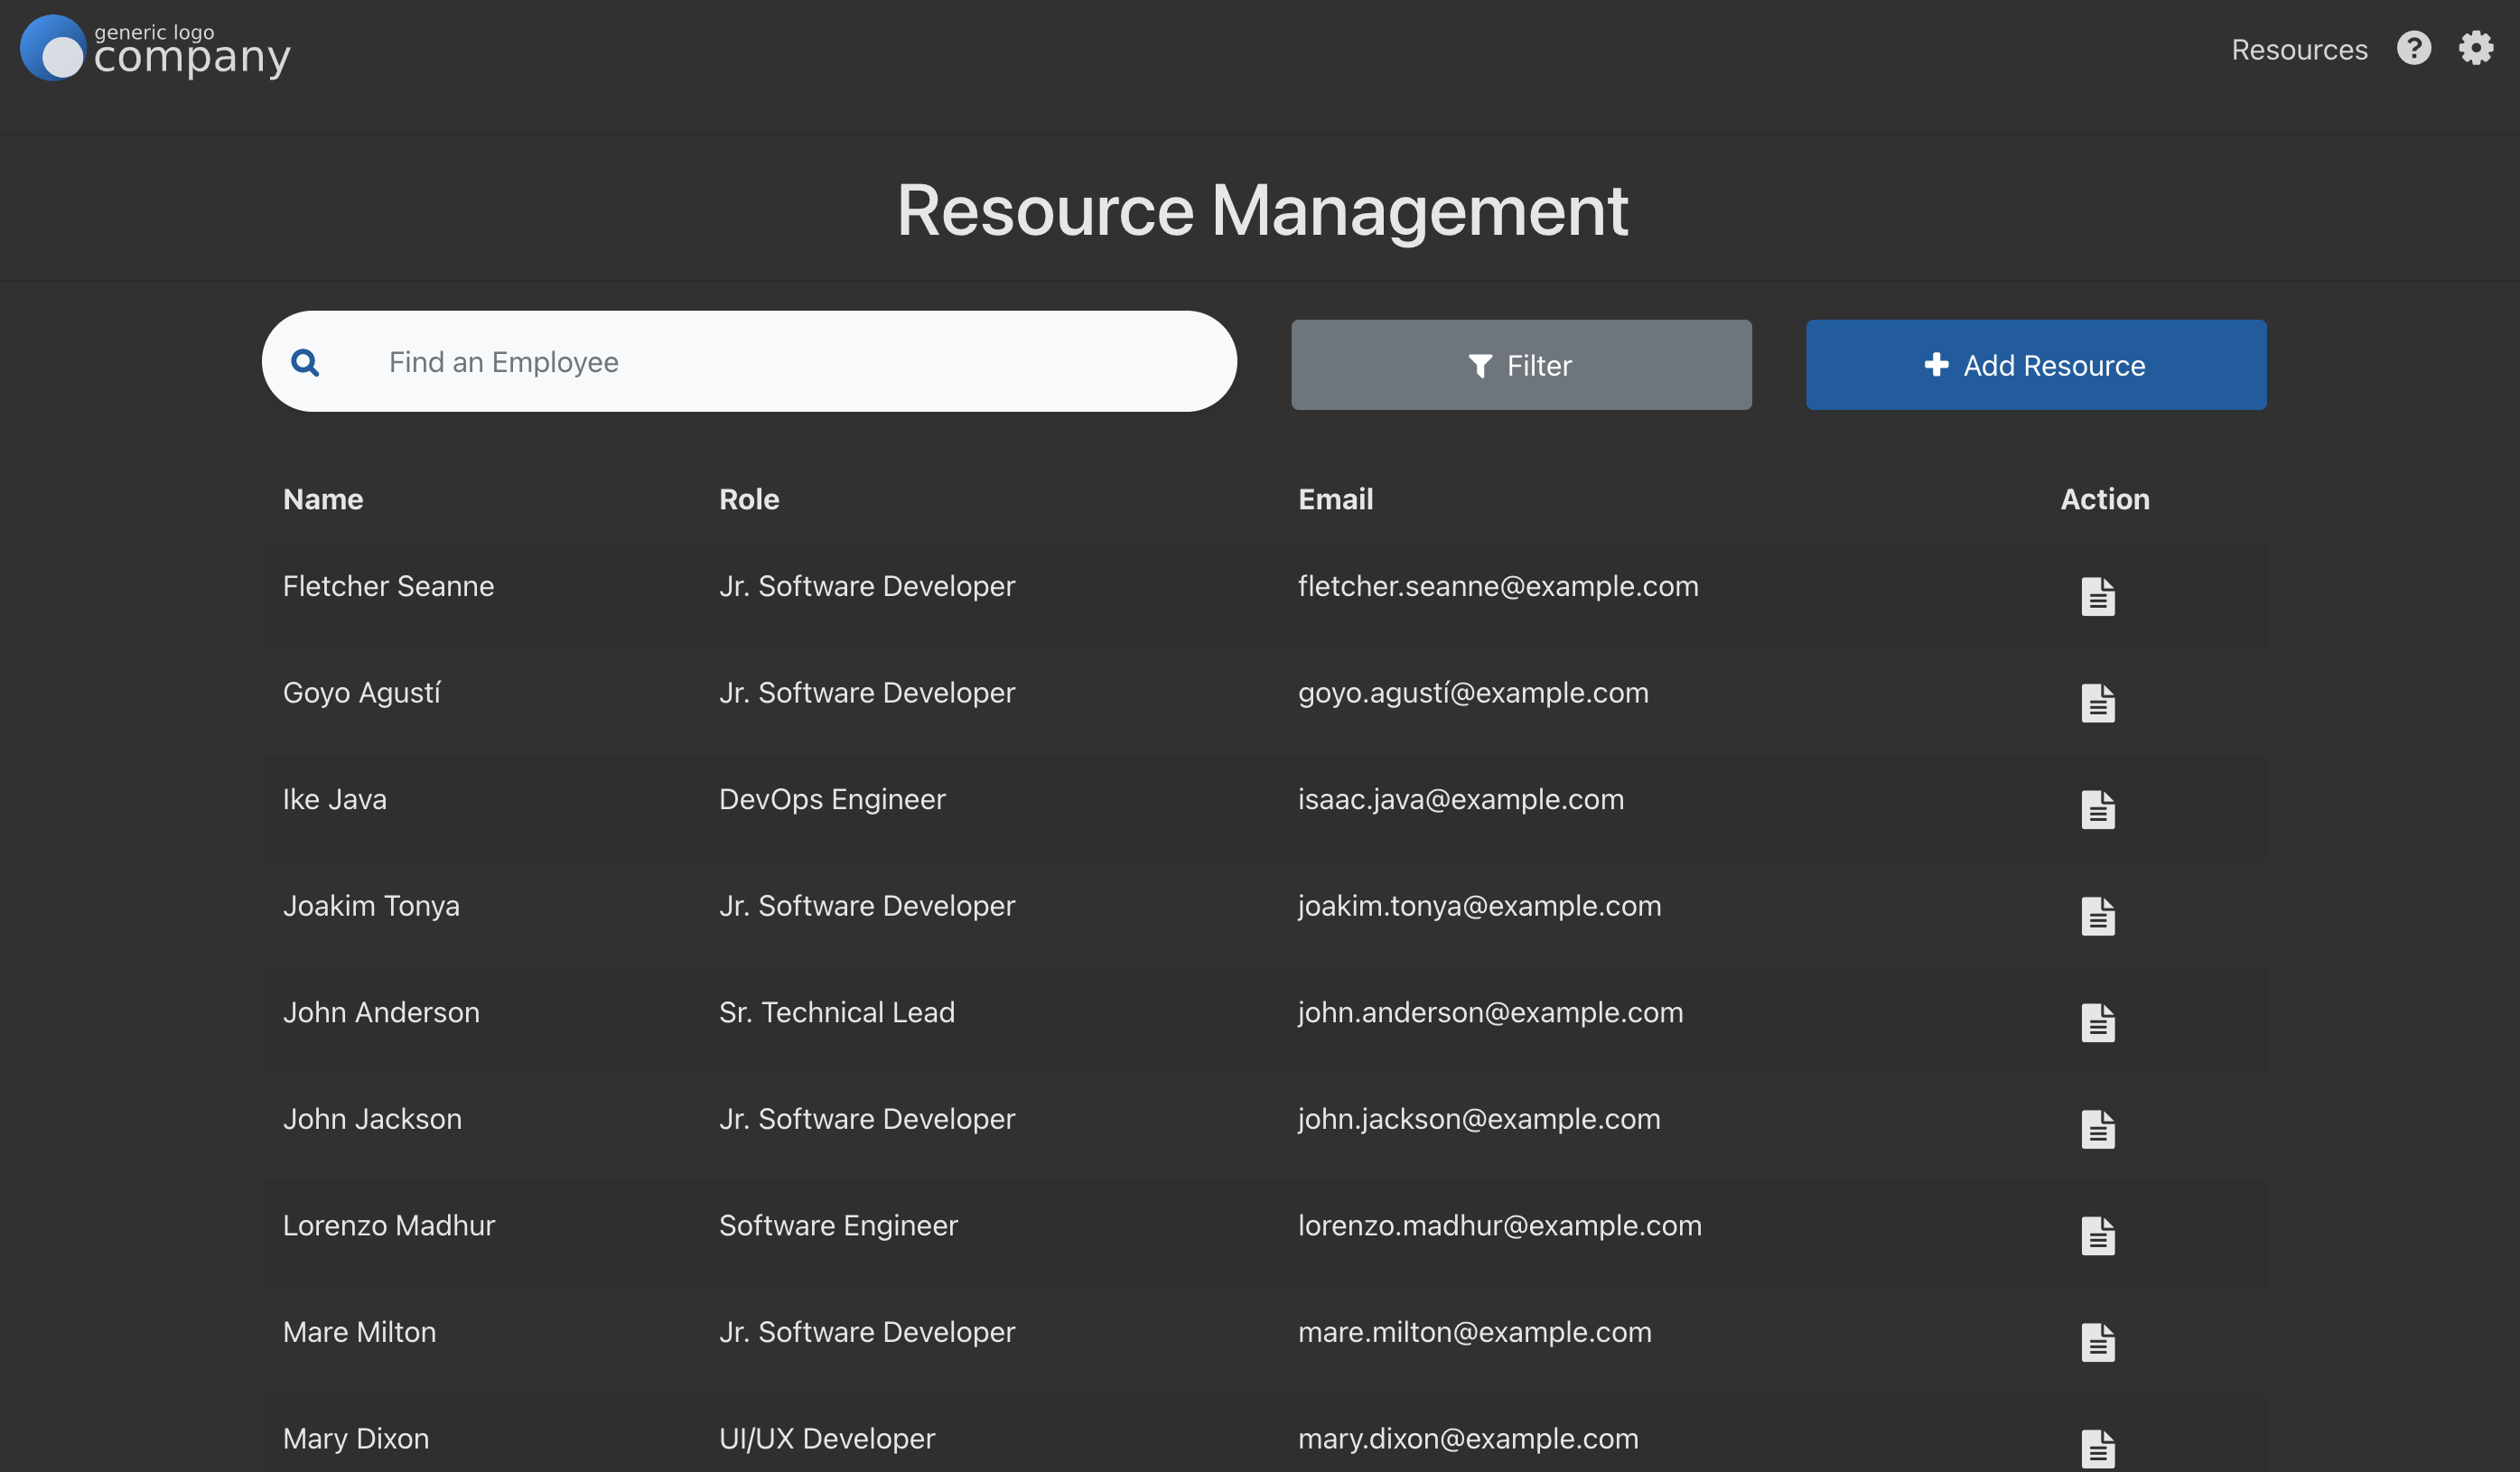 generic logo
company
Resources
Resource Management
Find an Employee
Filter
Add Resource
Name Role Email Action
Fletcher Seanne Jr. Software Developer fletcher.seanne@example.com
Goyo Agustí Jr. Software Developer goyo.agustí@example.com
Ike Java DevOps Engineer isaac.java@example.com
Joakim Tonya Jr. Software Developer joakim.tonya@example.com
John Anderson Sr. Technical Lead john.anderson@example.com
John Jackson Jr. Software Developer john.jackson@example.com
Lorenzo Madhur Software Engineer lorenzo.madhur@example.com
Mare Milton Jr. Software Developer mare.milton@example.com
Mary Dixon UI/UX Developer mary.dixon@example.com